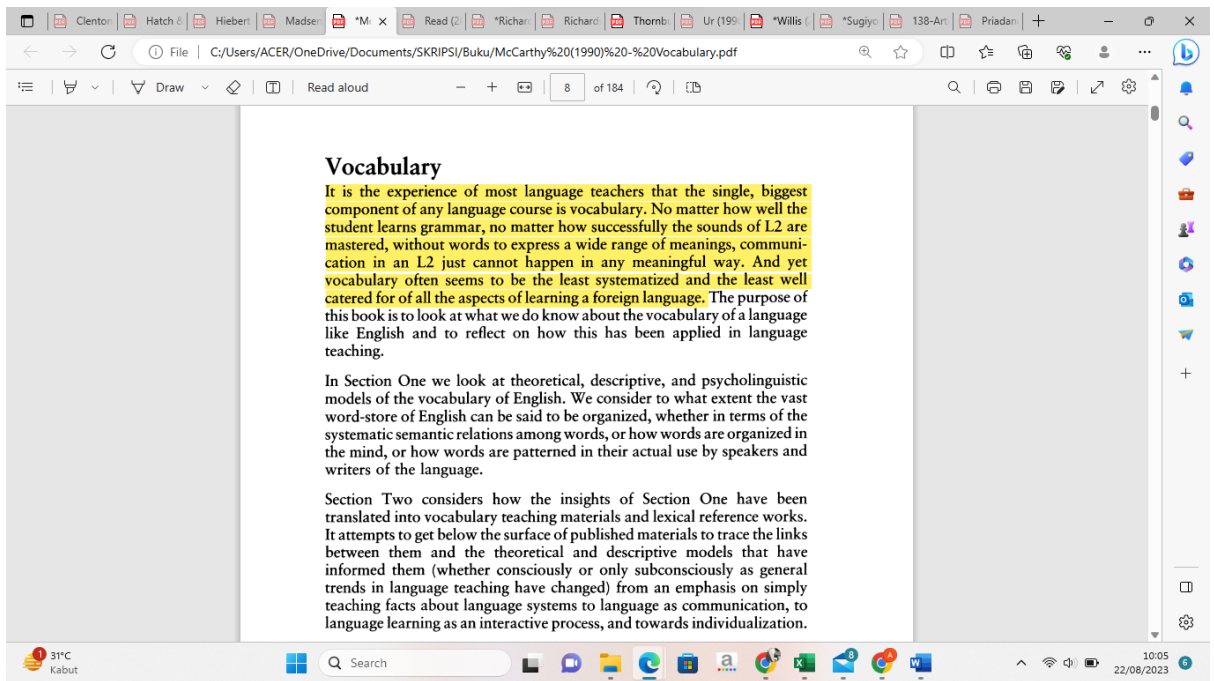 Clenton
Hatch &
Hiebert
Madsen
*Mc
Read (2
*Richard
Richard
Thornbu
Ur (199
*Willis (
*Sugiyo
138-Art
Priadan
File
C:/Users/ACER/OneDrive/Documents/SKRIPSI/Buku/McCarthy%20(1990)%20-%20Vocabulary.pdf
Draw
Read aloud
8
of 184
Vocabulary
It is the experience of most language teachers that the single, biggest
component of any language course is vocabulary. No matter how well the
student learns grammar, no matter how successfully the sounds of L2 are
mastered, without words to express a wide range of meanings, communi-
cation in an L2 just cannot happen in any meaningful way. And yet
vocabulary often seems to be the least systematized and the least well
catered for of all the aspects of learning a foreign language. The purpose of
this book is to look at what we do know about the vocabulary of a language
like English and to reflect on how this has been applied in language
teaching.
In Section One we look at theoretical, descriptive, and psycholinguistic
models of the vocabulary of English. We consider to what extent the vast
word-store of English can be said to be organized, whether in terms of the
systematic semantic relations among words, or how words are organized in
the mind, or how words are patterned in their actual use by speakers and
writers of the language.
Section Two considers how the insights of Section One have been
translated into vocabulary teaching materials and lexical reference works.
It attempts to get below the surface of published materials to trace the links
between them and the theoretical and descriptive models that have
informed them (whether consciously or only subconsciously as general
trends in language teaching have changed) from an emphasis on simply
teaching facts about language systems to language as communication, to
language learning as an interactive process, and towards individualization.
1
31°C
Kabut
Search
a
8
10:05
22/08/2023
6